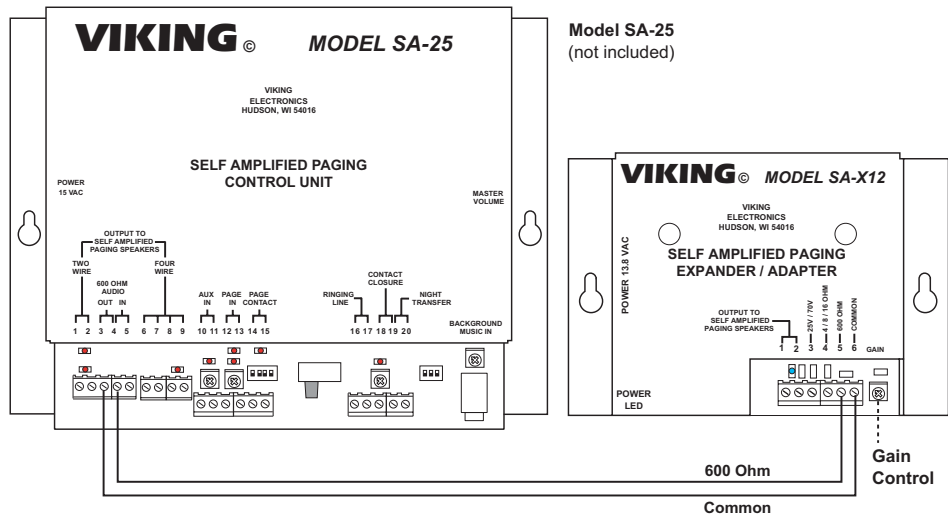 VIKING © MODEL SA-25
VIKING
ELECTRONICS
HUDSON, WI 54016
SELF AMPLIFIED PAGING
CONTROL UNIT
POWER
15 VAC
MASTER
VOLUME
OUTPUT TO
SELF AMPLIFIED
PAGING SPEAKERS
TWO
WIRE
FOUR
WIRE
600 OHM
AUDIO
OUT IN
AUX
IN
PAGE
IN
PAGE
CONTACT
RINGING
LINE
CONTACT
CLOSURE
NIGHT
TRANSFER
1 2 3 4 5 6 7 8 9 10 11 12 13 14 15 16 17 18 19 20
BACKGROUND
MUSIC IN
Model SA-25
(not included)
VIKING © MODEL SA-X12
VIKING
ELECTRONICS
HUDSON, WI 54016
SELF AMPLIFIED PAGING
EXPANDER / ADAPTER
POWER 13.8 VAC
OUTPUT TO
SELF AMPLIFIED
PAGING SPEAKERS
25V / 70V
4 / 8 / 16 OHM
600 OHM
COMMON
1 2 3 4 5 6 GAIN
POWER
LED
Gain
Control
600 Ohm
Common